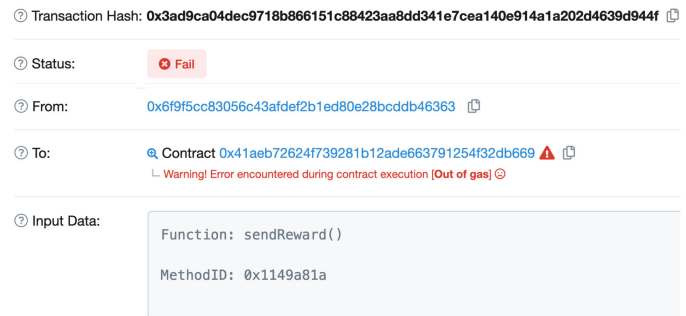 Transaction Hash: 0x3ad9ca04dec9718b866151c88423aa8dd341e7cea140e914a1a202d4639d944f
Status: Fail
From: 0x6f9f5cc83056c43afdef2b1ed80e28bcddb46363
To: Contract 0x41aeb72624f739281b12ade663791254f32db669
Warning! Error encountered during contract execution [Out of gas]
Input Data:
Function: sendReward()
MethodID: 0x1149a81a